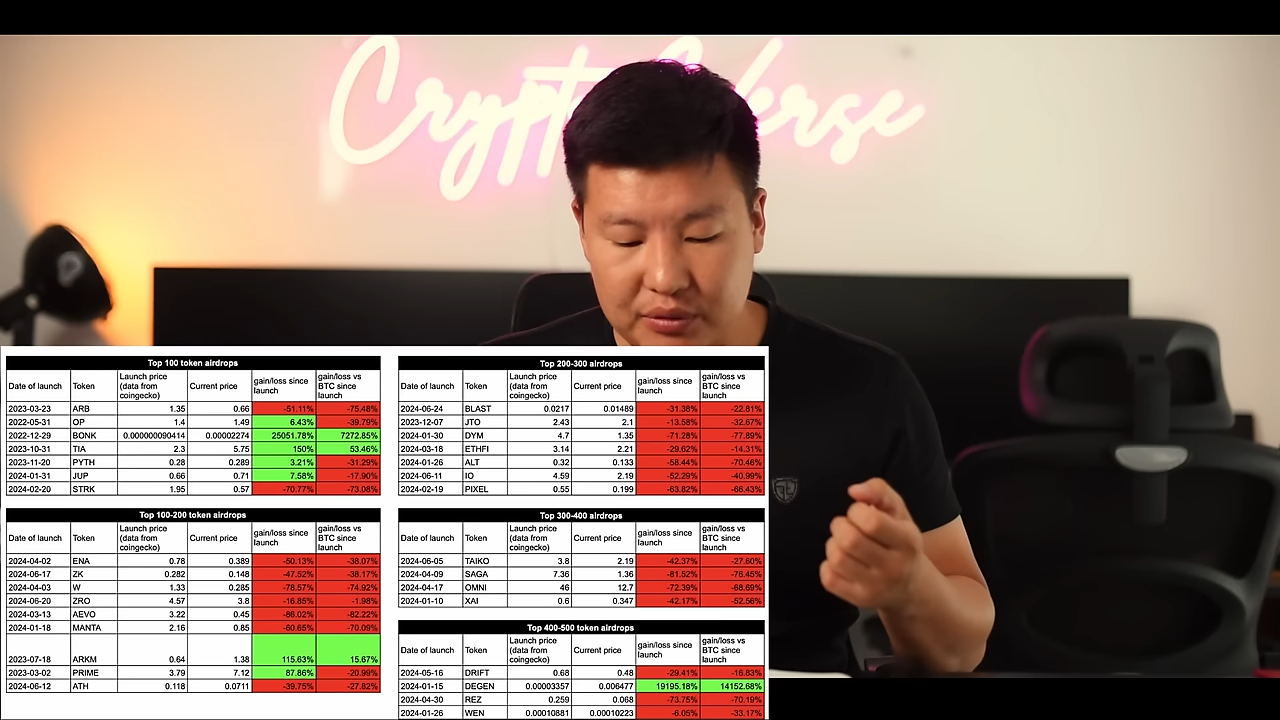 Crypt verse
Top 100 token airdrops
Date of launch Token Launch price (data from coingecko) Current price gain/loss since launch gain/loss vs BTC since launch
2023-03-23 ARB 1.35 0.66 -51.11% -75.48%
2022-05-31 OP 1.4 1.49 6.43% -39.79%
2022-12-29 BONK 0.000000090414 0.00002274 25051.78% 7272.85%
2023-10-31 TIA 2.3 5.75 150% 53.46%
2023-11-20 PYTH 0.28 0.289 3.21% -31.29%
2024-01-31 JUP 0.66 0.71 7.58% -17.90%
2024-02-20 STRK 1.95 0.57 -70.77% -73.08%
Top 100-200 token airdrops
Date of launch Token Launch price (data from coingecko) Current price gain/loss since launch gain/loss vs BTC since launch
2024-04-02 ENA 0.78 0.389 -50.13% -38.07%
2024-06-17 ZK 0.282 0.148 -47.52% -38.17%
2024-04-03 W 1.33 0.285 -78.57% -74.92%
2024-06-20 ZRO 4.57 3.8 -16.85% -1.98%
2024-03-13 AEVO 3.22 0.45 -86.02% -82.22%
2024-01-18 MANTA 2.16 0.85 -60.65% -70.09%
2023-07-18 ARKM 0.64 1.38 115.63% 15.67%
2023-03-02 PRIME 3.79 7.12 87.86% -20.99%
2024-06-12 ATH 0.118 0.0711 -39.75% -27.82%
Top 200-300 airdrops
Date of launch Token Launch price (data from coingecko) Current price gain/loss since launch gain/loss vs BTC since launch
2024-06-24 BLAST 0.0217 0.01489 -31.38% -22.81%
2023-12-07 JTO 2.43 2.1 -13.58% -32.67%
2024-01-30 DYM 4.7 1.35 -71.28% -77.89%
2024-03-18 ETHFI 3.14 2.21 -29.62% -14.31%
2024-01-26 ALT 0.32 0.133 -58.44% -70.46%
2024-06-11 IO 4.59 2.19 -52.29% -40.99%
2024-02-19 PIXEL 0.55 0.199 -63.82% -66.43%
Top 300-400 airdrops
Date of launch Token Launch price (data from coingecko) Current price gain/loss since launch gain/loss vs BTC since launch
2024-06-05 TAIKO 3.8 2.19 -42.37% -27.60%
2024-04-09 SAGA 7.36 1.36 -81.52% -76.45%
2024-04-17 OMNI 46 12.7 -72.39% -68.69%
2024-01-10 XAI 0.6 0.347 -42.17% -52.56%
Top 400-500 token airdrops
Date of launch Token Launch price (data from coingecko) Current price gain/loss since launch gain/loss vs BTC since launch
2024-05-16 DRIFT 0.68 0.48 -29.41% -16.83%
2024-01-15 DEGEN 0.00003357 0.006477 19195.18% 14152.68%
2024-04-30 REZ 0.259 0.068 -73.75% -70.19%
2024-01-26 WEN 0.00010881 0.00010223 -6.05% -33.17%